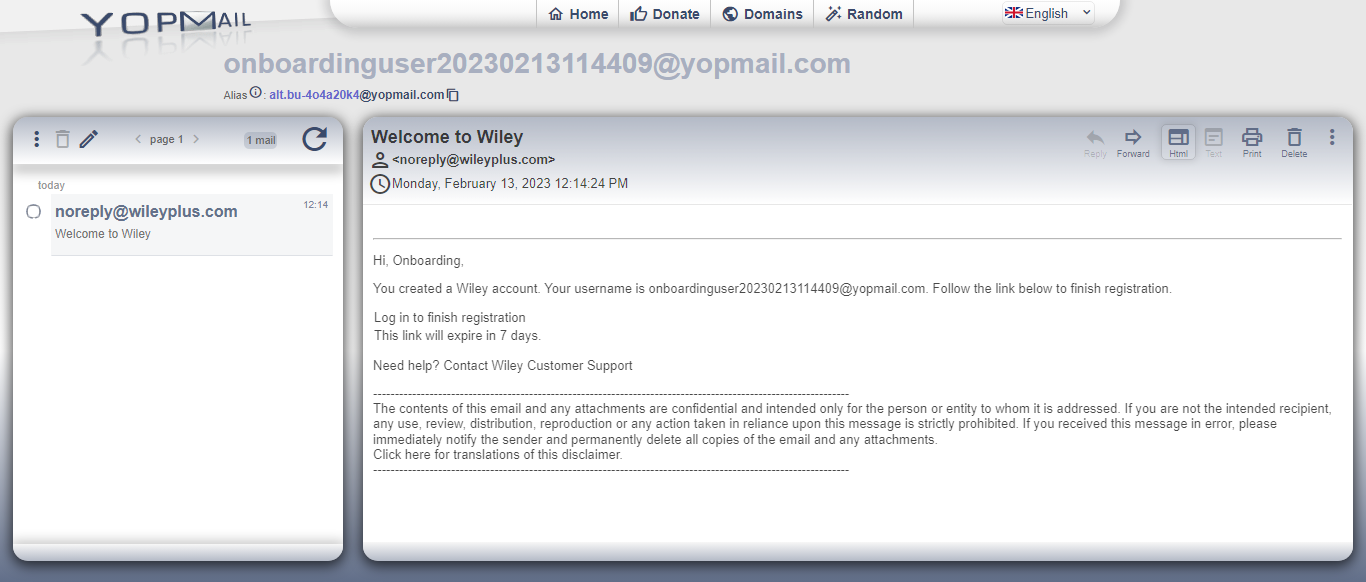 YOPMAIL
Home
Donate
Domains
Random
English
onboardinguser20230213114409@yopmail.com
Alias : alt.bu-4o4a20k4@yopmail.com
page 1
1 mail
today
noreply@wileyplus.com
12:14
Welcome to Wiley
Welcome to Wiley
<noreply@wileyplus.com>
Monday, February 13, 2023 12:14:24 PM
Reply
Forward
Html
Text
Print
Delete
Hi, Onboarding,
You created a Wiley account. Your username is onboardinguser20230213114409@yopmail.com. Follow the link below to finish registration.
Log in to finish registration
This link will expire in 7 days.
Need help? Contact Wiley Customer Support
------------------------------------------------------------------------------------------------------------------------
The contents of this email and any attachments are confidential and intended only for the person or entity to whom it is addressed. If you are not the intended recipient,
any use, review, distribution, reproduction or any action taken in reliance upon this message is strictly prohibited. If you received this message in error, please
immediately notify the sender and permanently delete all copies of the email and any attachments.
Click here for translations of this disclaimer.
------------------------------------------------------------------------------------------------------------------------